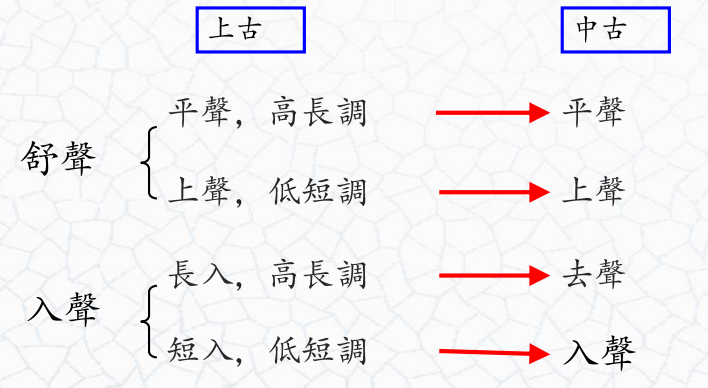 上古 中古
平聲，高長調 平聲
舒聲
上聲，低短調 上聲
長入，高長調 去聲
入聲
短入，低短調 入聲